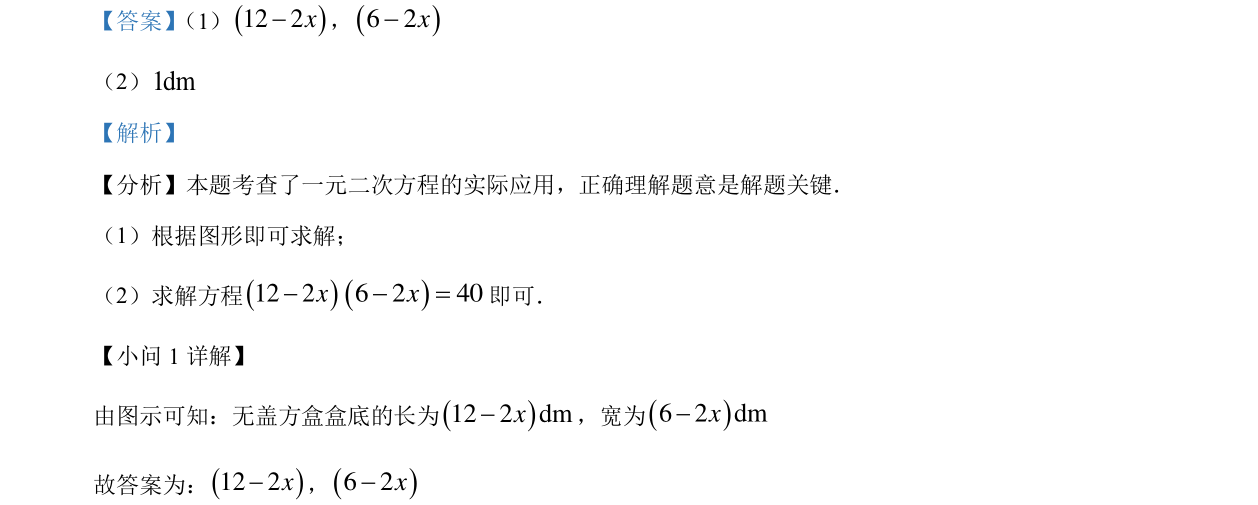 【答案】（1）(12−2x)，(6−2x)
（2）1dm
【解析】
【分析】本题考查了一元二次方程的实际应用，正确理解题意是解题关键．
（1）根据图形即可求解；
（2）求解方程(12−2x)(6−2x)=40即可．
【小问1详解】
由图示可知：无盖方盒盒底的长为(12−2x)dm，宽为(6−2x)dm
故答案为：(12−2x)，(6−2x)